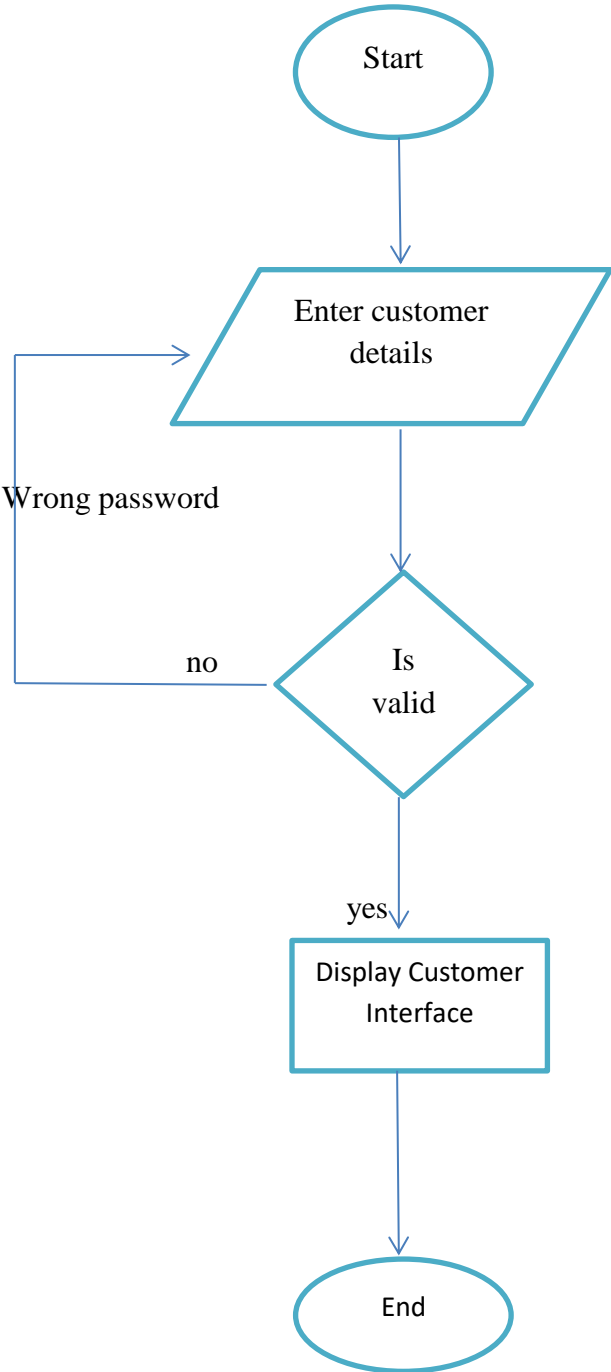 Start
Enter customer
details
Wrong password
no
Is
valid
yes
Display Customer
Interface
End